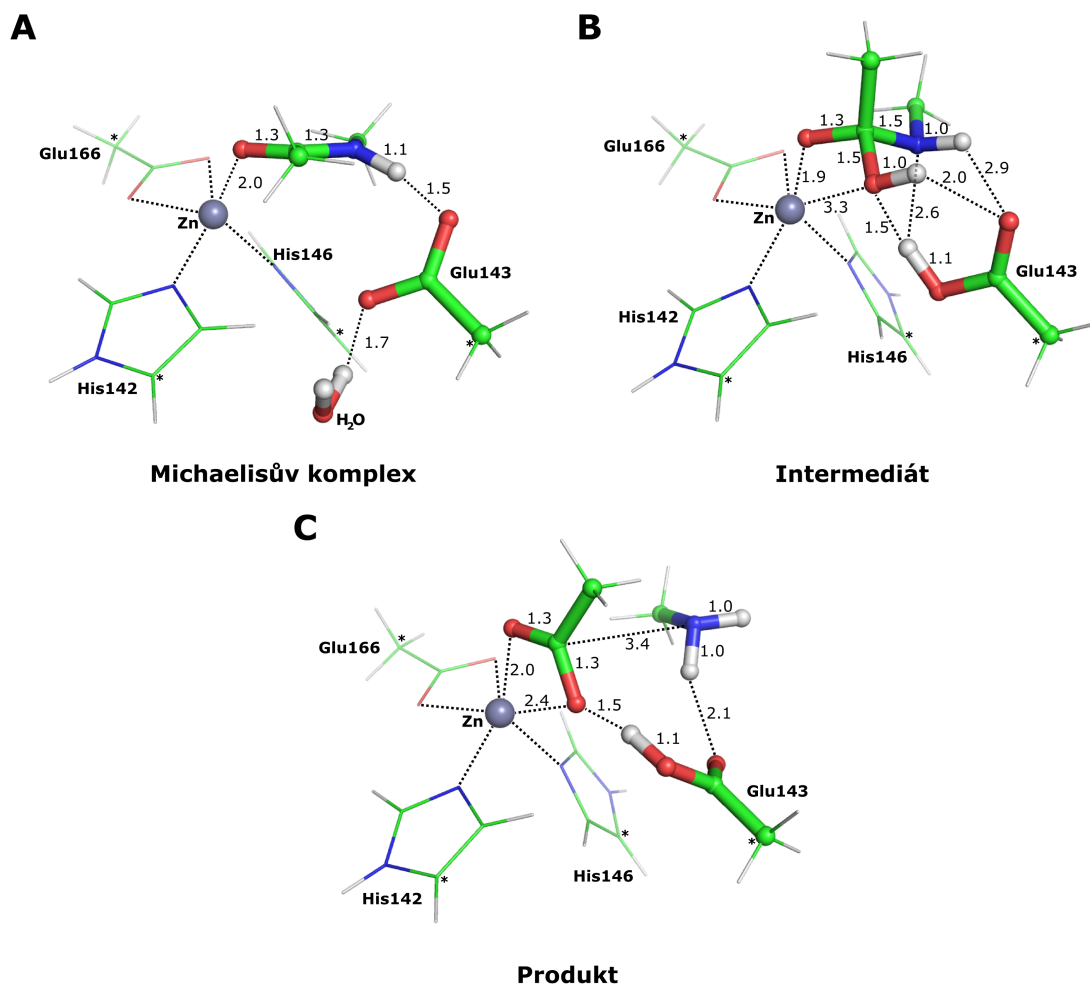 A
Glu166
*
1.3
1.3
1.1
2.0
1.5
Zn
His146
Glu143
*
*
1.7
His142
*
H2O
Michaelisův komplex
B
Glu166
*
1.3
1.5
1.0
1.5
1.0
2.0
2.9
1.9
Zn
3.3
1.5
2.6
1.1
Glu143
*
His142
*
His146
*
Intermediát
C
Glu166
*
1.3
1.0
3.4
1.0
1.3
2.0
2.4
1.5
Zn
2.1
1.1
Glu143
*
His142
*
His146
*
Produkt